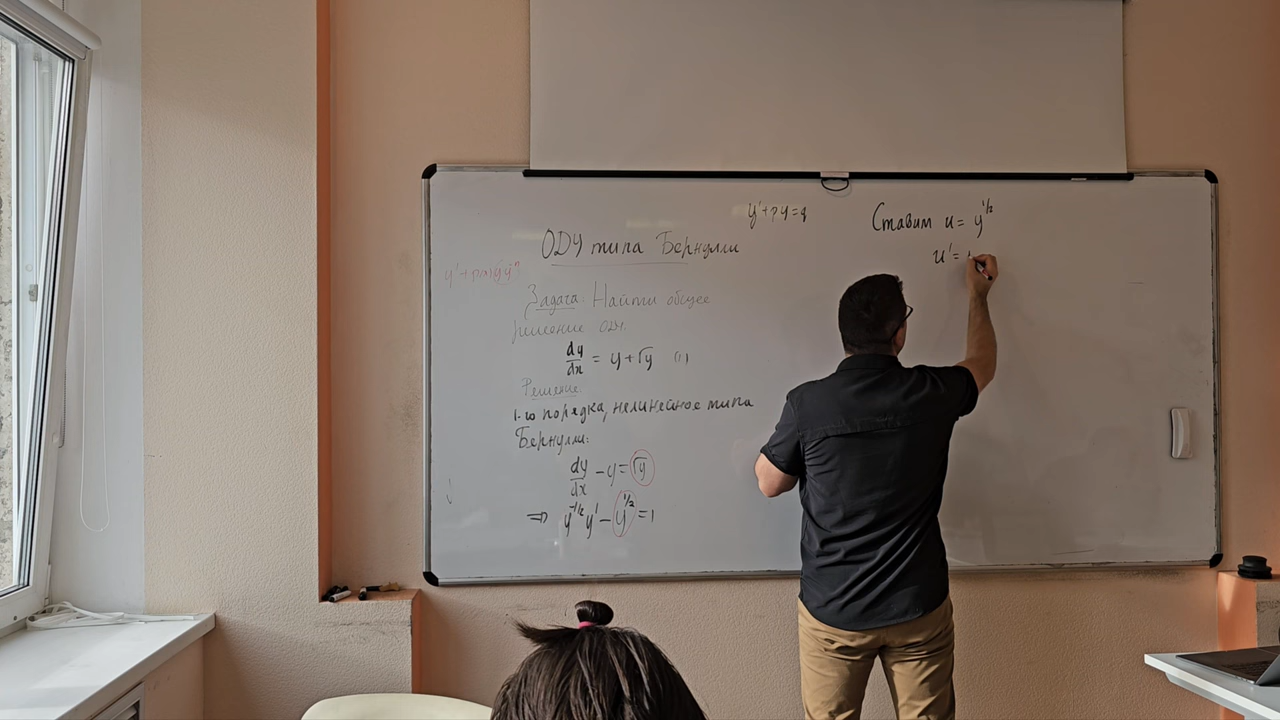 y'+py=q
ОДУ типа Бернулли
Задача: Найти общее
решение ОДУ.
dy/dx = y+√y (1)
Решение
1-го порядка, нелинейное типа
Бернулли:
dy/dx -y=√y
⇒ y^-1/2 y' - y^1/2 =1
Ставим u= y^1/2
u'=